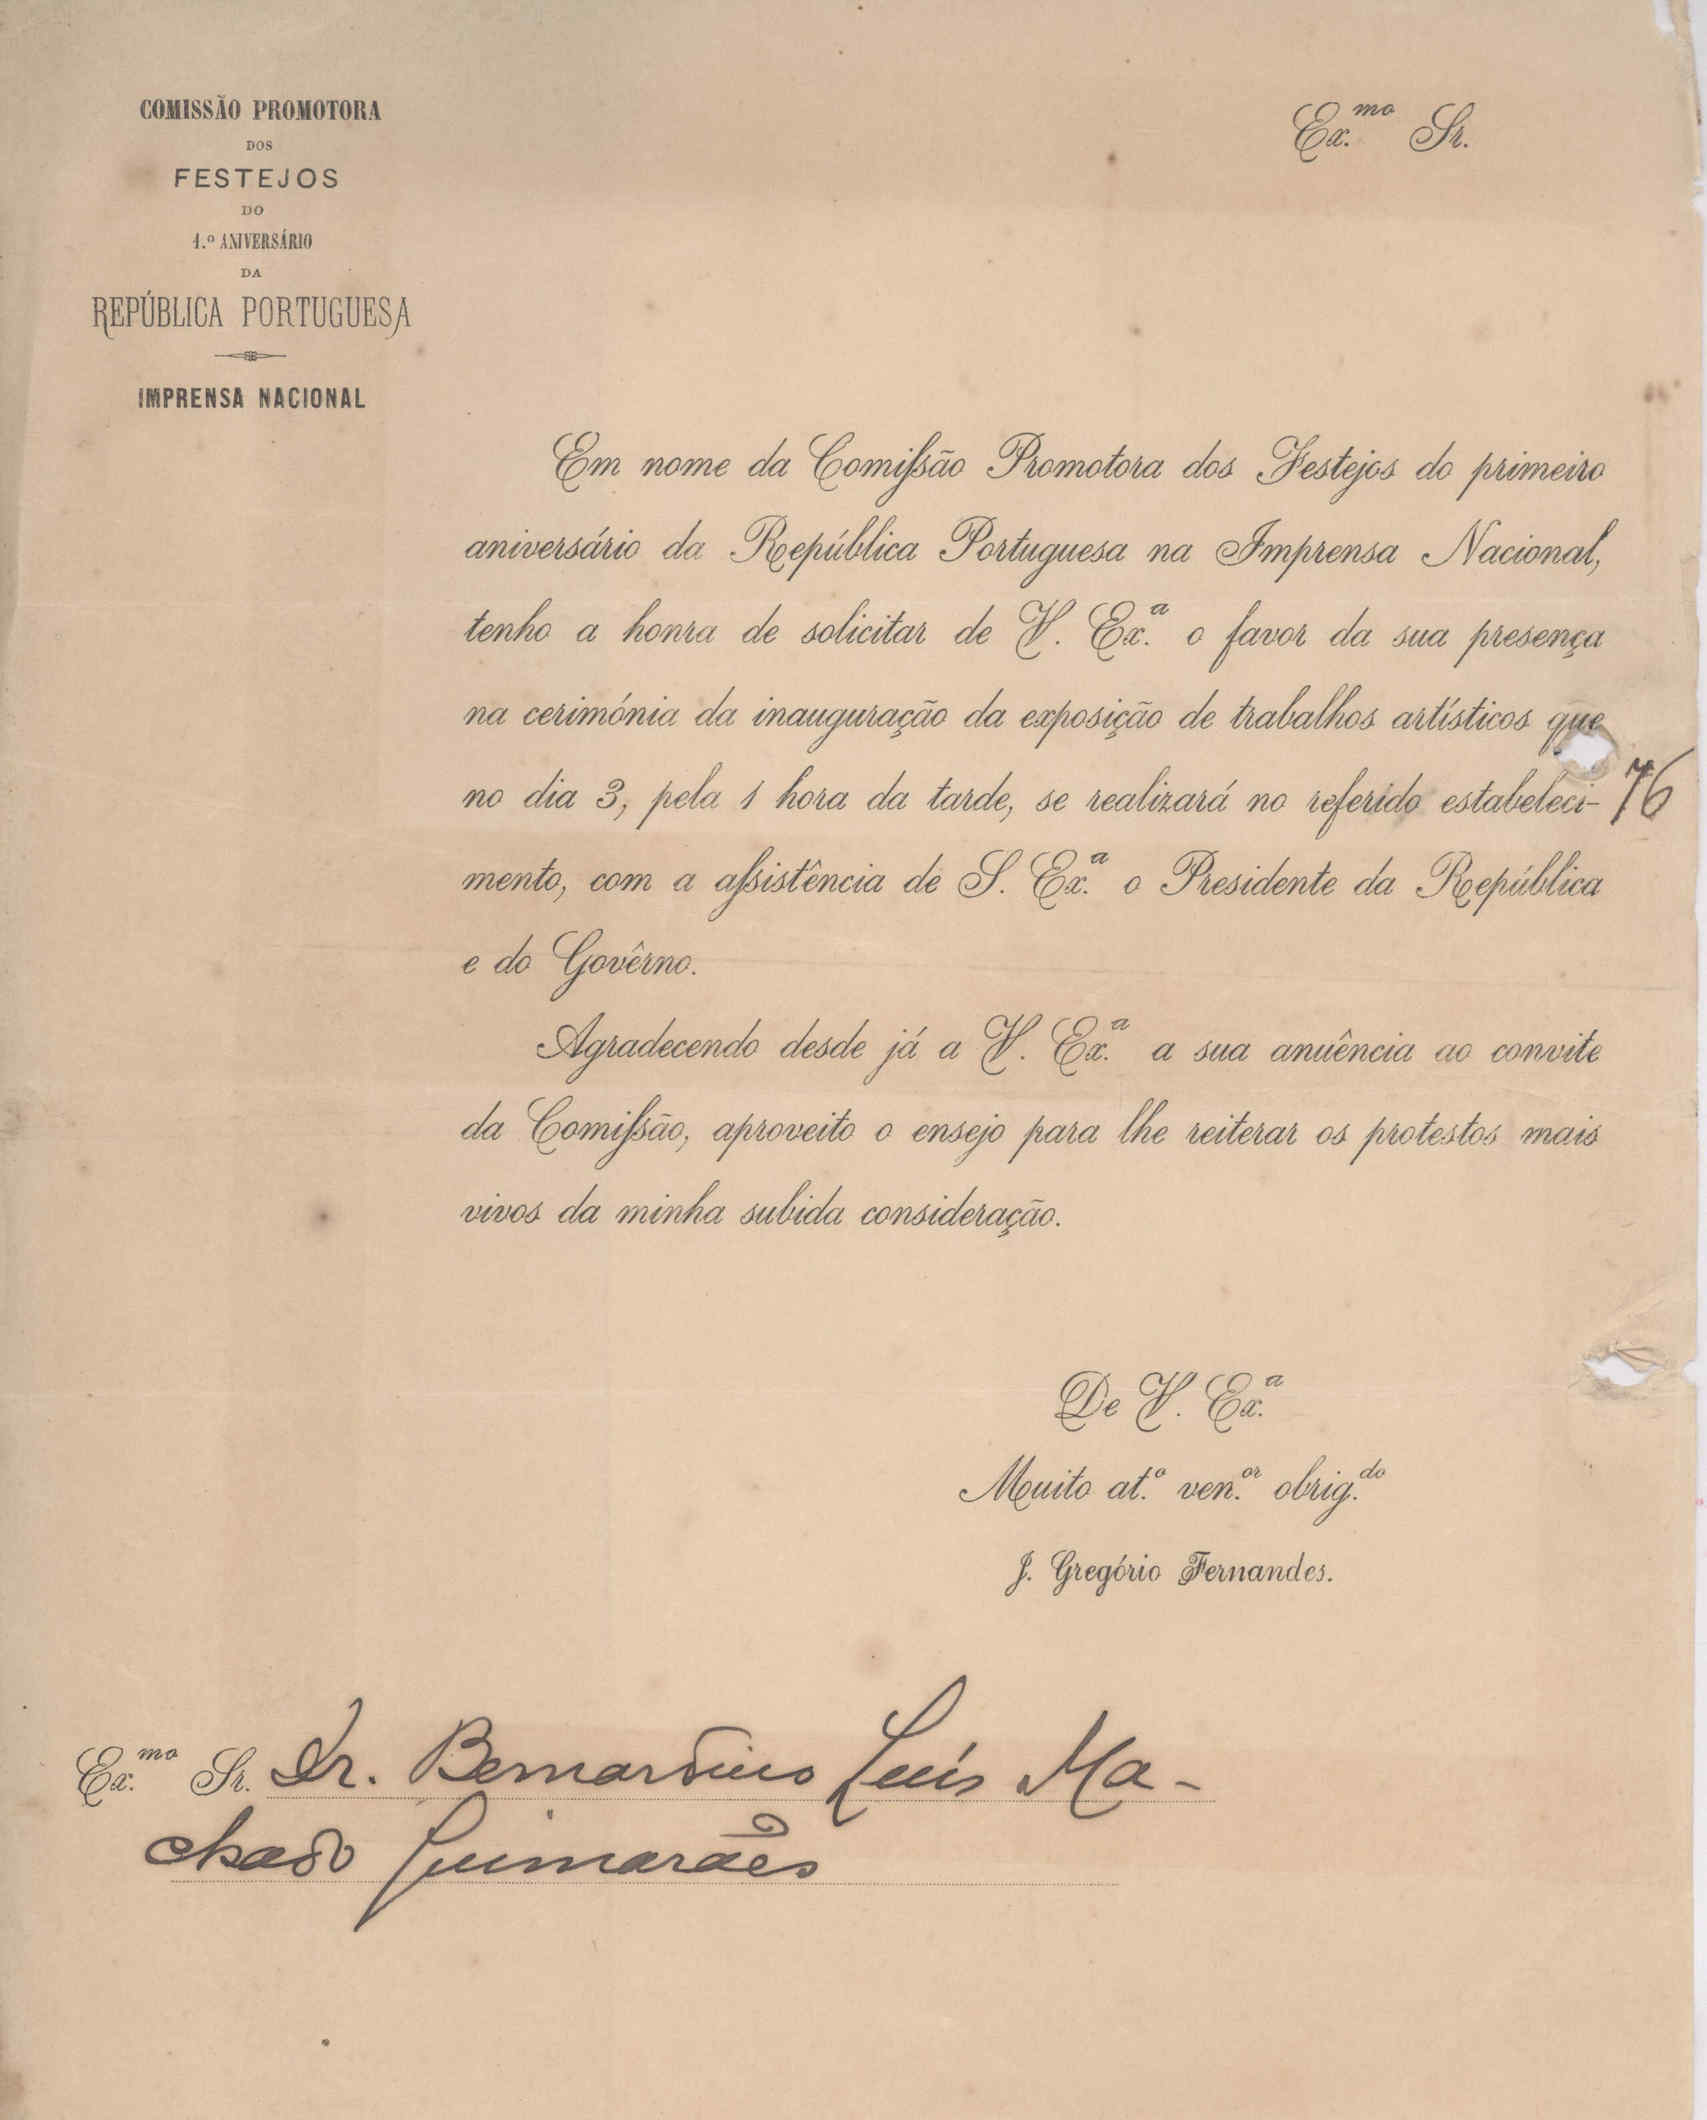 COMISSÃO PROMOTORA
DOS
FESTEJOS
DO
1.º ANIVERSÁRIO
DA
REPÚBLICA PORTUGUESA
IMPRENSA NACIONAL
Ex.mo Sr.
Em nome da Comissão Promotora dos Festejos do primeiro
aniversário da República Portuguesa na Imprensa Nacional,
tenho a honra de solicitar de V. Ex.ª o favor da sua presença
na cerimónia da inauguração da exposição de trabalhos artísticos que
no dia 3, pela 1 hora da tarde, se realizará no referido estabeleci-
76
mento, com a assistência de S. Ex.ª o Presidente da República
e do Govêrno.
Agradecendo desde já a V. Ex.ª a sua anuência ao convite
da Comissão, aproveito o ensejo para lhe reiterar os protestos mais
vivos da minha subida consideração.
De V. Ex.ª
Muito at.º ven.or obrig.do
J. Gregório Fernandes.
Ex.mo Sr. Dr. Bernardino Luís Ma-
chado Guimarães